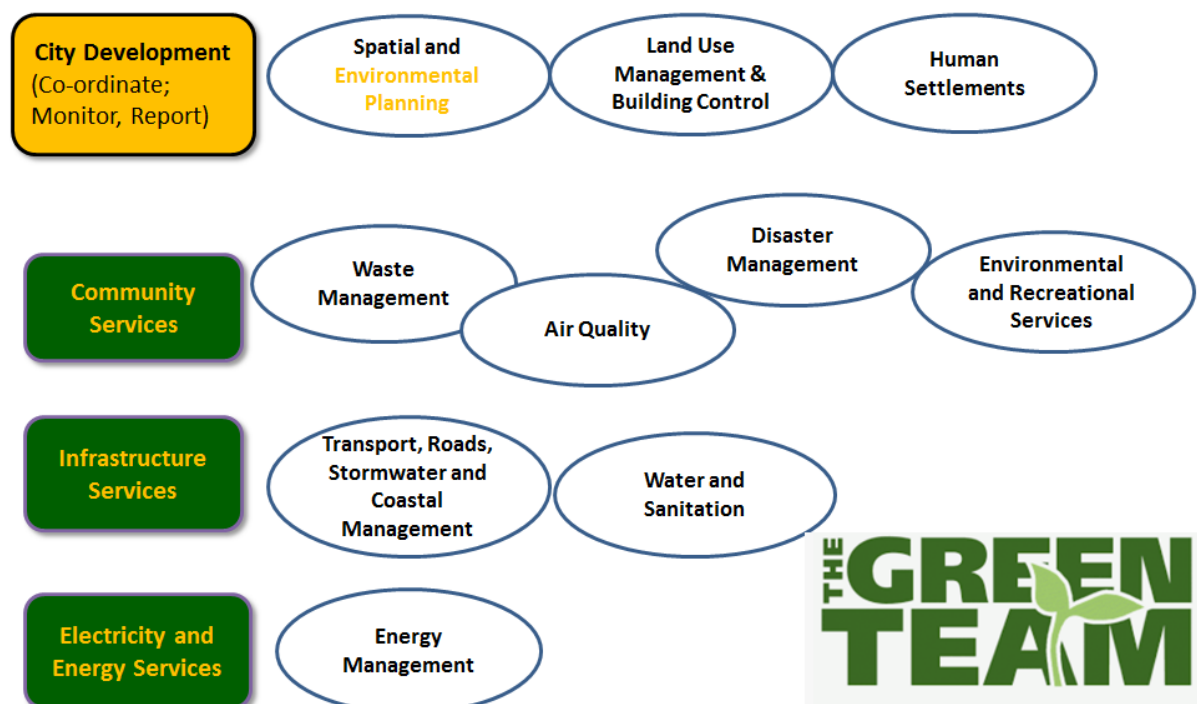 City Development
(Co-ordinate;
Monitor, Report)
Spatial and
Environmental
Planning
Land Use
Management &
Building Control
Human
Settlements
Community
Services
Waste
Management
Air Quality
Disaster
Management
Environmental
and Recreational
Services
Infrastructure
Services
Transport, Roads,
Stormwater and
Coastal
Management
Water and
Sanitation
Electricity and
Energy Services
Energy
Management
THE
GREEN
TEAM